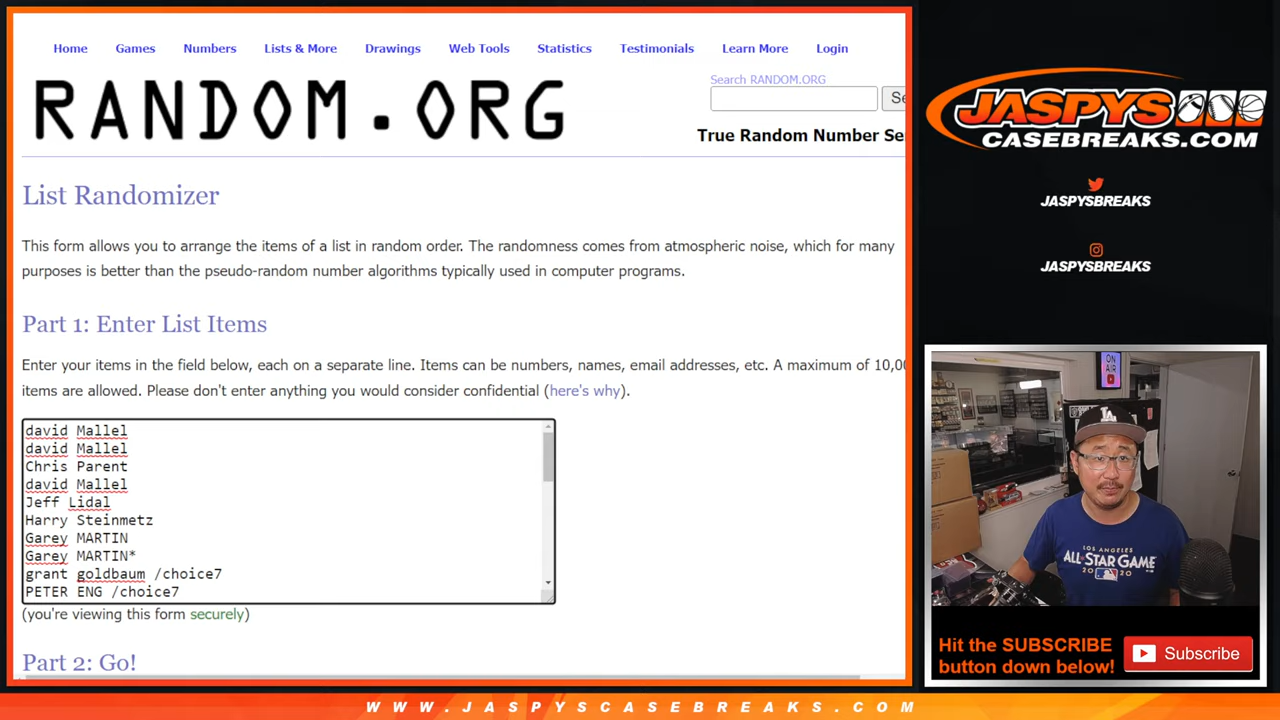 Home Games Numbers Lists & More Drawings Web Tools Statistics Testimonials Learn More Login
RANDOM.ORG
Search RANDOM.ORG
Se
True Random Number Se
List Randomizer
This form allows you to arrange the items of a list in random order. The randomness comes from atmospheric noise, which for many
purposes is better than the pseudo-random number algorithms typically used in computer programs.
Part 1: Enter List Items
Enter your items in the field below, each on a separate line. Items can be numbers, names, email addresses, etc. A maximum of 10,00
items are allowed. Please don't enter anything you would consider confidential (here's why).
david Mallel
david Mallel
Chris Parent
david Mallel
Jeff Lidal
Harry Steinmetz
Garey MARTIN
Garey MARTIN*
grant goldbaum /choice7
PETER ENG /choice7
(you're viewing this form securely)
Part 2: Go!
JASPYS
CASEBREAKS.COM
JASPYSBREAKS
JASPYSBREAKS
ON
AIR
LA
LOS ANGELES
ALL STAR GAME
2020
Hit the SUBSCRIBE
button down below!
Subscribe
WWW.JASPYSCASEBREAKS.COM